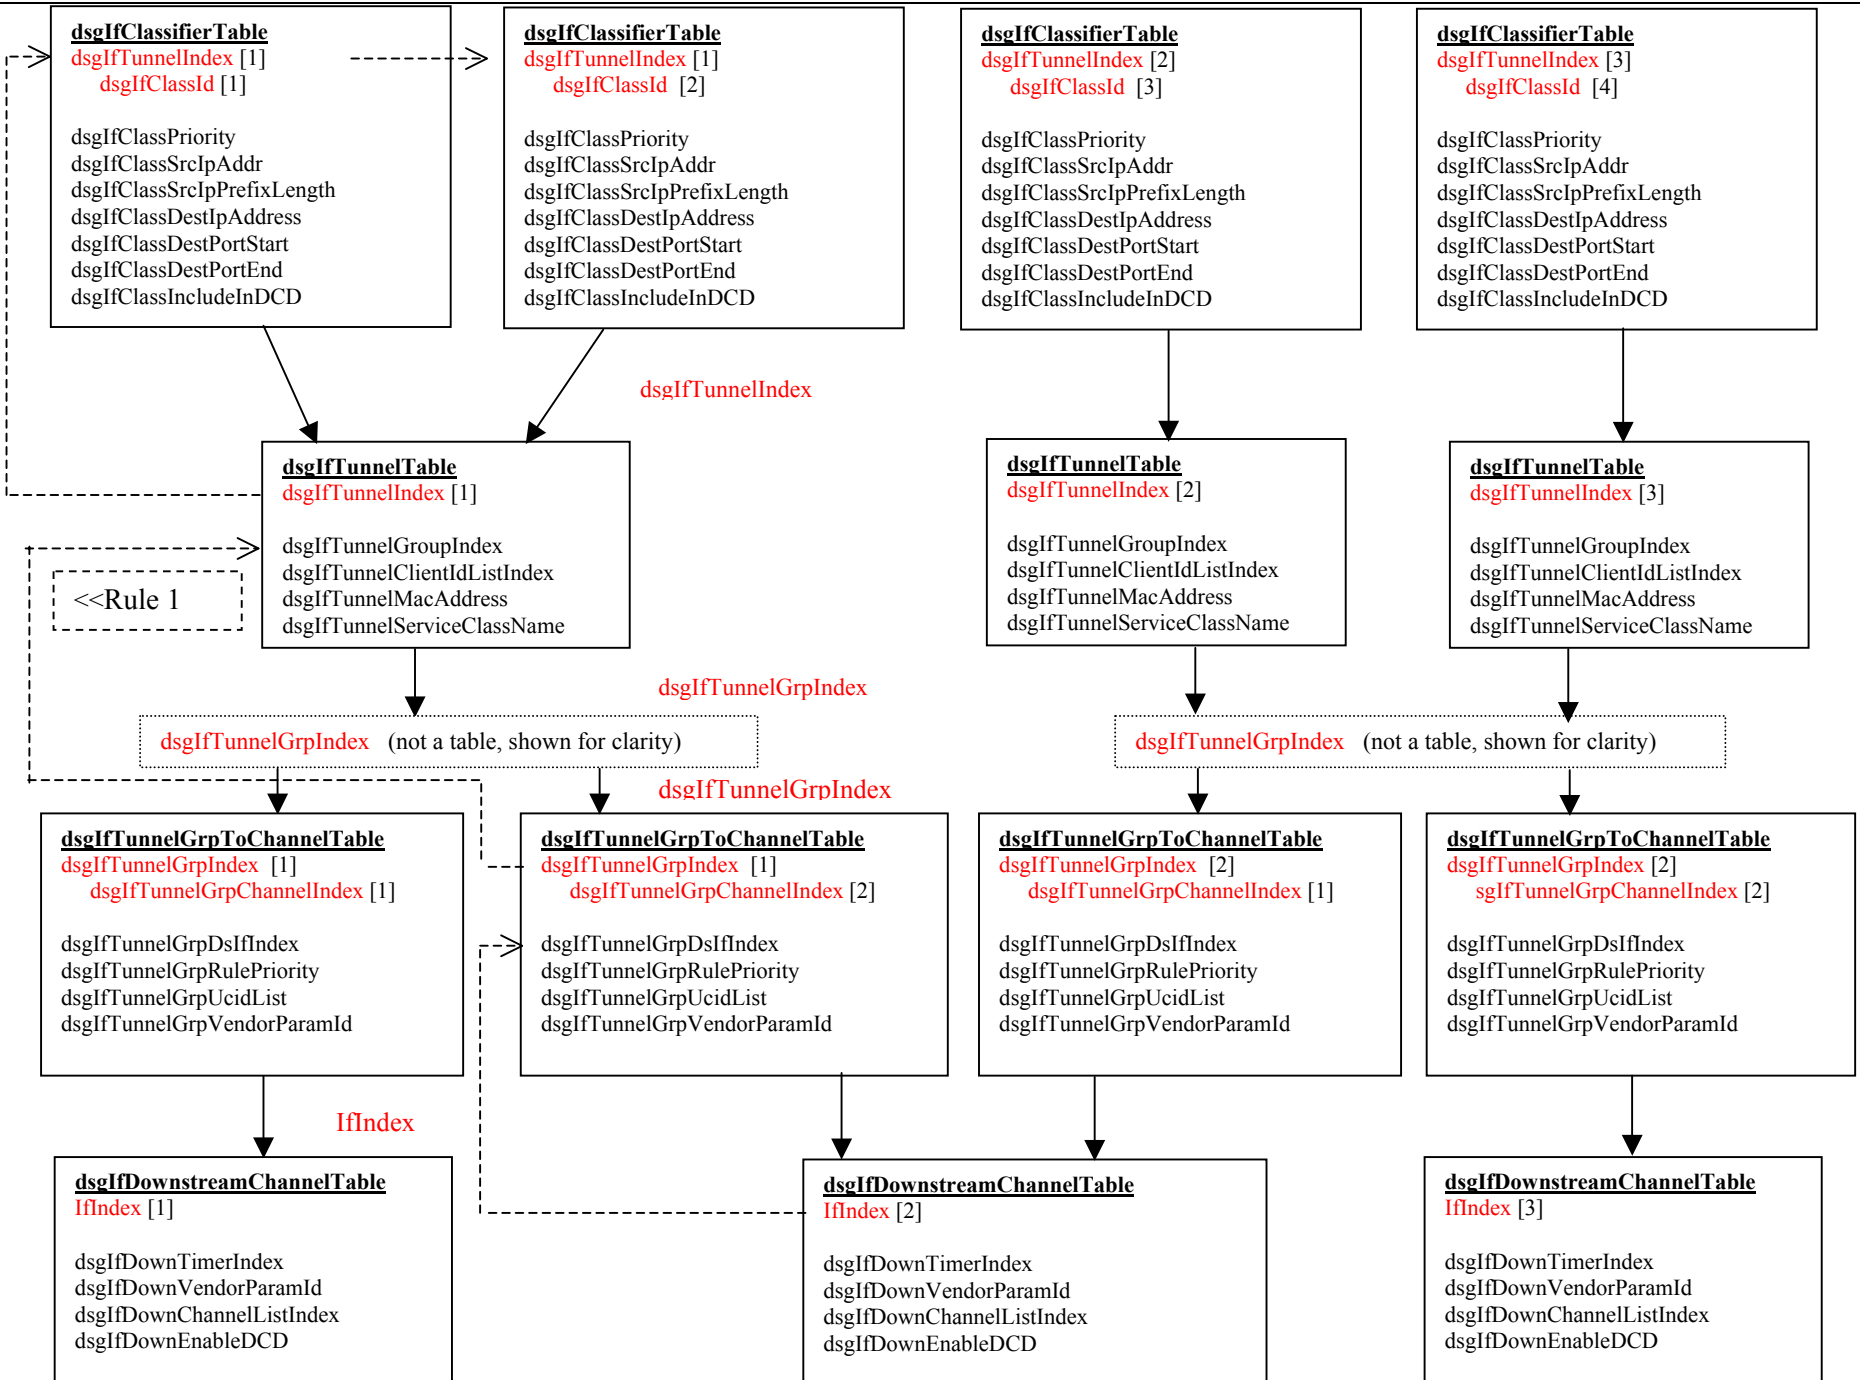 dsgIfClassifierTable
dsgIfTunnelIndex [1]
dsgIfClassId [1]
dsgIfClassPriority
dsgIfClassSrcIpAddr
dsgIfClassSrcIpPrefixLength
dsgIfClassDestIpAddress
dsgIfClassDestPortStart
dsgIfClassDestPortEnd
dsgIfClassIncludeInDCD
dsgIfClassifierTable
dsgIfTunnelIndex [1]
dsgIfClassId [2]
dsgIfClassPriority
dsgIfClassSrcIpAddr
dsgIfClassSrcIpPrefixLength
dsgIfClassDestIpAddress
dsgIfClassDestPortStart
dsgIfClassDestPortEnd
dsgIfClassIncludeInDCD
dsgIfClassifierTable
dsgIfTunnelIndex [2]
dsgIfClassId [3]
dsgIfClassPriority
dsgIfClassSrcIpAddr
dsgIfClassSrcIpPrefixLength
dsgIfClassDestIpAddress
dsgIfClassDestPortStart
dsgIfClassDestPortEnd
dsgIfClassIncludeInDCD
dsgIfClassifierTable
dsgIfTunnelIndex [3]
dsgIfClassId [4]
dsgIfClassPriority
dsgIfClassSrcIpAddr
dsgIfClassSrcIpPrefixLength
dsgIfClassDestIpAddress
dsgIfClassDestPortStart
dsgIfClassDestPortEnd
dsgIfClassIncludeInDCD
dsgIfTunnelIndex
dsgIfTunnelTable
dsgIfTunnelIndex [1]
dsgIfTunnelGroupIndex
dsgIfTunnelClientIdListIndex
dsgIfTunnelMacAddress
dsgIfTunnelServiceClassName
<<Rule 1
dsgIfTunnelTable
dsgIfTunnelIndex [2]
dsgIfTunnelGroupIndex
dsgIfTunnelClientIdListIndex
dsgIfTunnelMacAddress
dsgIfTunnelServiceClassName
dsgIfTunnelTable
dsgIfTunnelIndex [3]
dsgIfTunnelGroupIndex
dsgIfTunnelClientIdListIndex
dsgIfTunnelMacAddress
dsgIfTunnelServiceClassName
dsgIfTunnelGrpIndex
dsgIfTunnelGrpIndex (not a table, shown for clarity)
dsgIfTunnelGrpIndex (not a table, shown for clarity)
dsgIfTunnelGrpIndex
dsgIfTunnelGrpToChannelTable
dsgIfTunnelGrpIndex [1]
dsgIfTunnelGrpChannelIndex [1]
dsgIfTunnelGrpDsIfIndex
dsgIfTunnelGrpRulePriority
dsgIfTunnelGrpUcidList
dsgIfTunnelGrpVendorParamId
dsgIfTunnelGrpToChannelTable
dsgIfTunnelGrpIndex [1]
dsgIfTunnelGrpChannelIndex [2]
dsgIfTunnelGrpDsIfIndex
dsgIfTunnelGrpRulePriority
dsgIfTunnelGrpUcidList
dsgIfTunnelGrpVendorParamId
dsgIfTunnelGrpToChannelTable
dsgIfTunnelGrpIndex [2]
dsgIfTunnelGrpChannelIndex [1]
dsgIfTunnelGrpDsIfIndex
dsgIfTunnelGrpRulePriority
dsgIfTunnelGrpUcidList
dsgIfTunnelGrpVendorParamId
dsgIfTunnelGrpToChannelTable
dsgIfTunnelGrpIndex [2]
sgIfTunnelGrpChannelIndex [2]
dsgIfTunnelGrpDsIfIndex
dsgIfTunnelGrpRulePriority
dsgIfTunnelGrpUcidList
dsgIfTunnelGrpVendorParamId
IfIndex
dsgIfDownstreamChannelTable
IfIndex [1]
dsgIfDownTimerIndex
dsgIfDownVendorParamId
dsgIfDownChannelListIndex
dsgIfDownEnableDCD
dsgIfDownstreamChannelTable
IfIndex [2]
dsgIfDownTimerIndex
dsgIfDownVendorParamId
dsgIfDownChannelListIndex
dsgIfDownEnableDCD
dsgIfDownstreamChannelTable
IfIndex [3]
dsgIfDownTimerIndex
dsgIfDownVendorParamId
dsgIfDownChannelListIndex
dsgIfDownEnableDCD